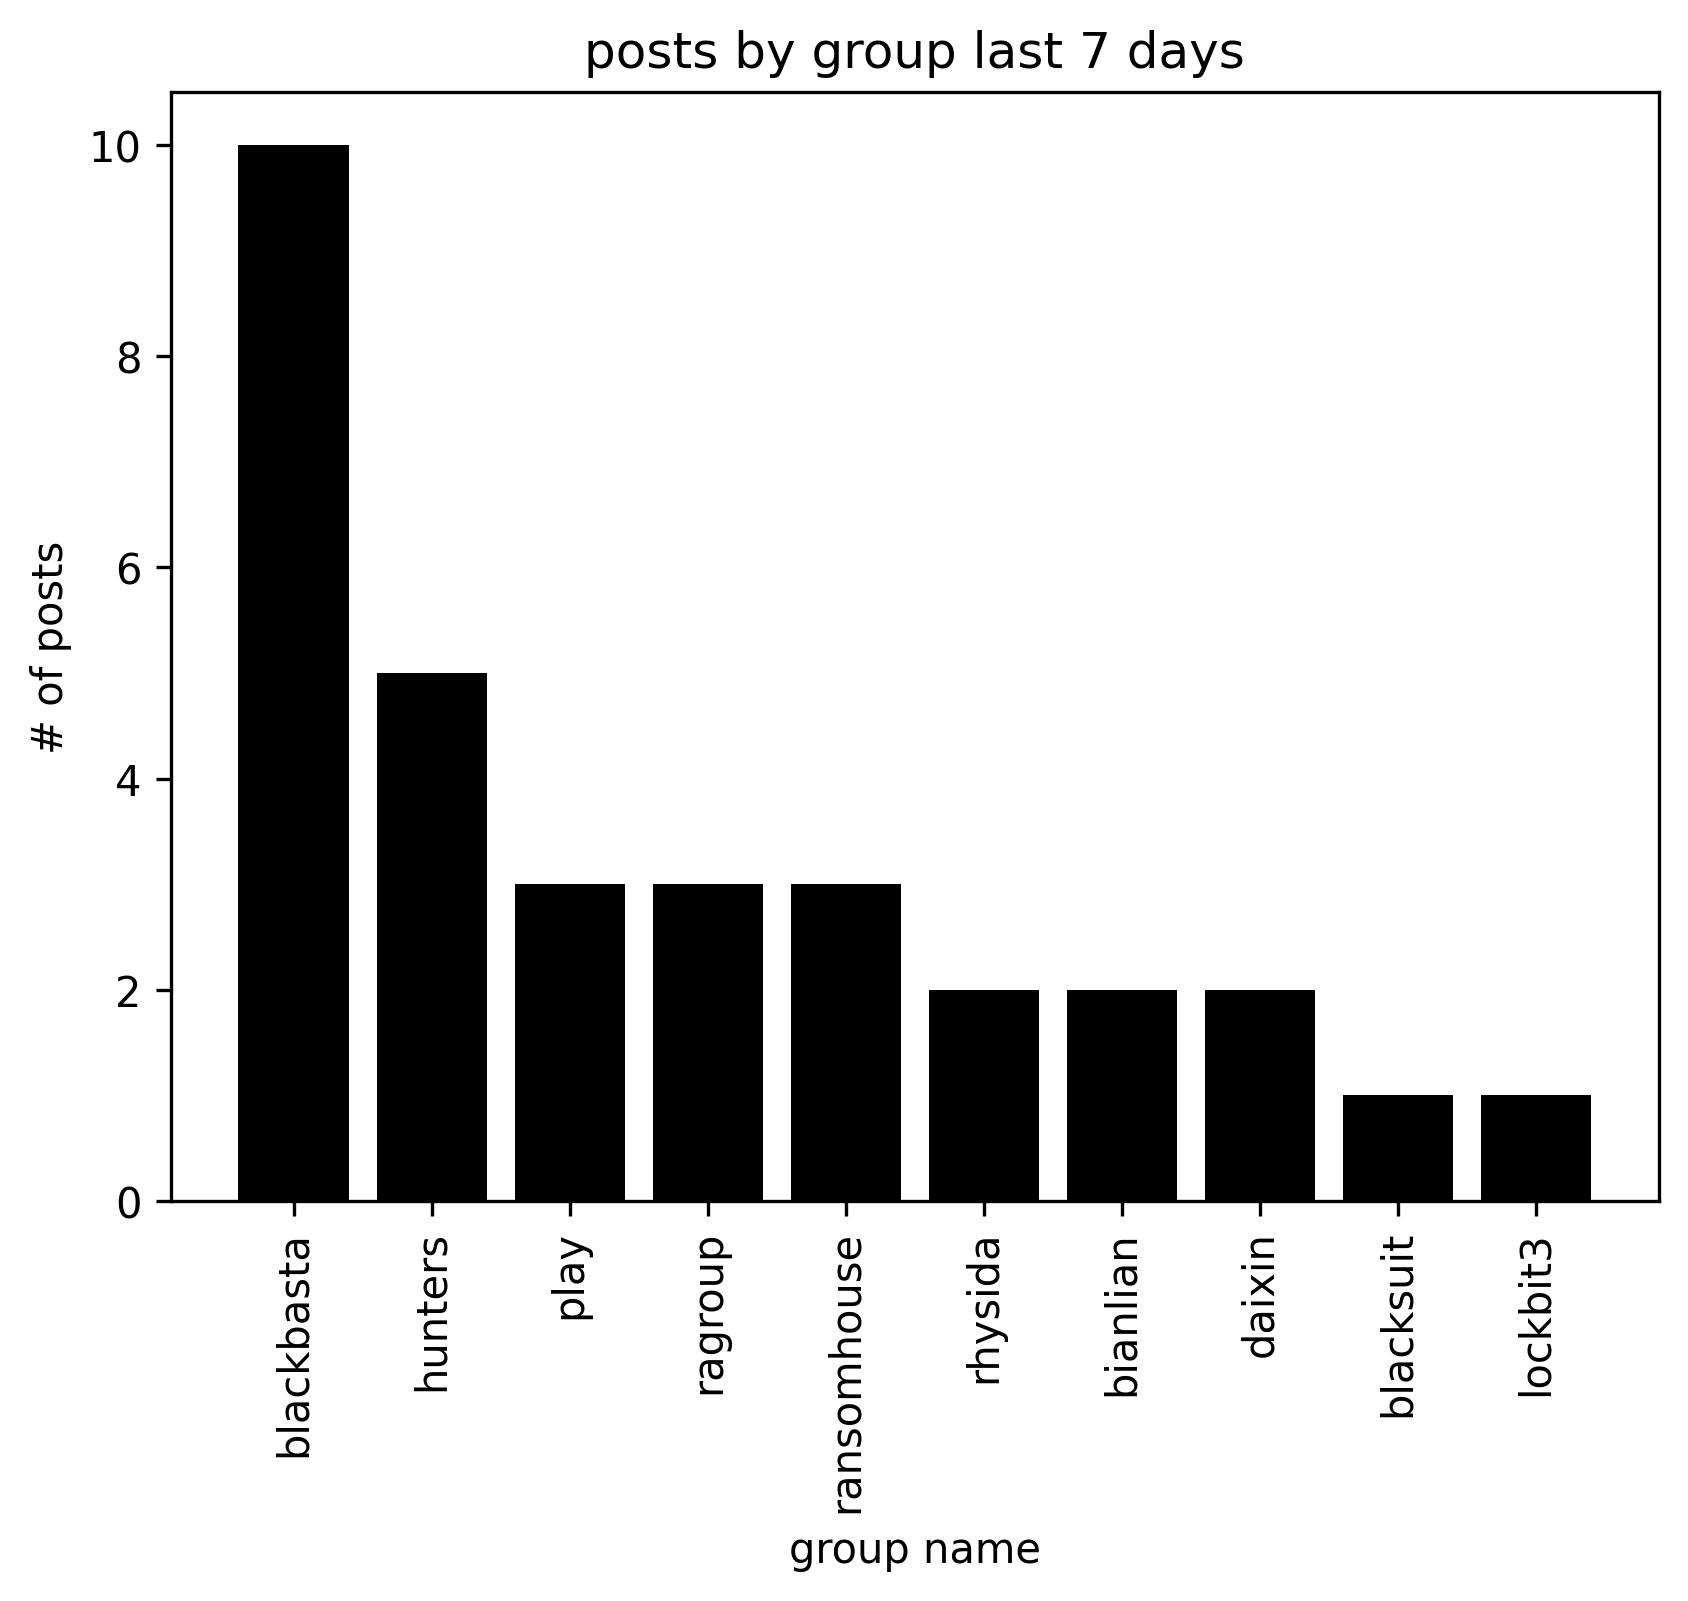 posts by group last 7 days
# of posts
10
8
6
4
2
0
blackbasta
hunters
play
ragroup
ransomhouse
rhysida
bianlian
daixin
blacksuit
lockbit3
group name